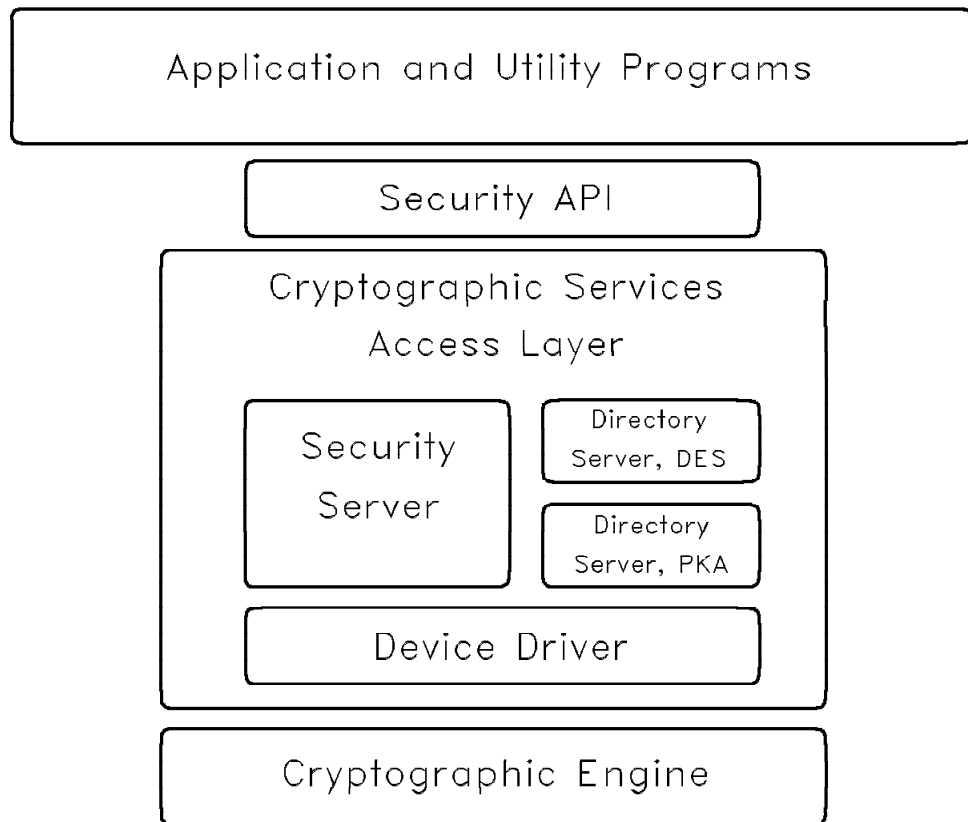 Application and Utility Programs
Security API
Cryptographic Services
Access Layer
Security
Server
Directory
Server, DES
Directory
Server, PKA
Device Driver
Cryptographic Engine